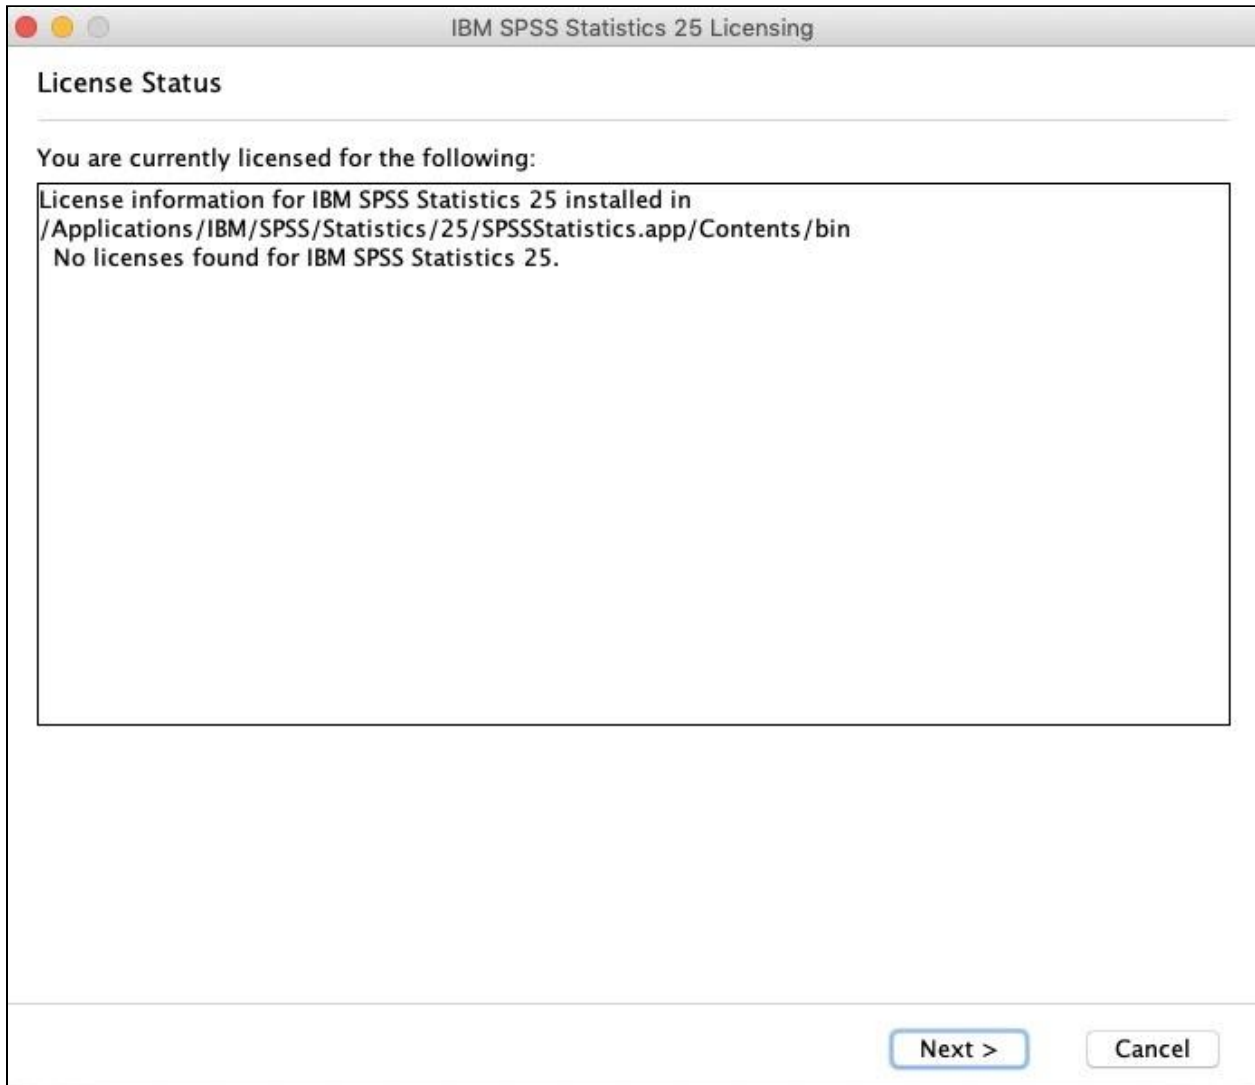 IBM SPSS Statistics 25 Licensing
License Status
You are currently licensed for the following:
License information for IBM SPSS Statistics 25 installed in
/Applications/IBM/SPSS/Statistics/25/SPSSStatistics.app/Contents/bin
No licenses found for IBM SPSS Statistics 25.
Next > Cancel